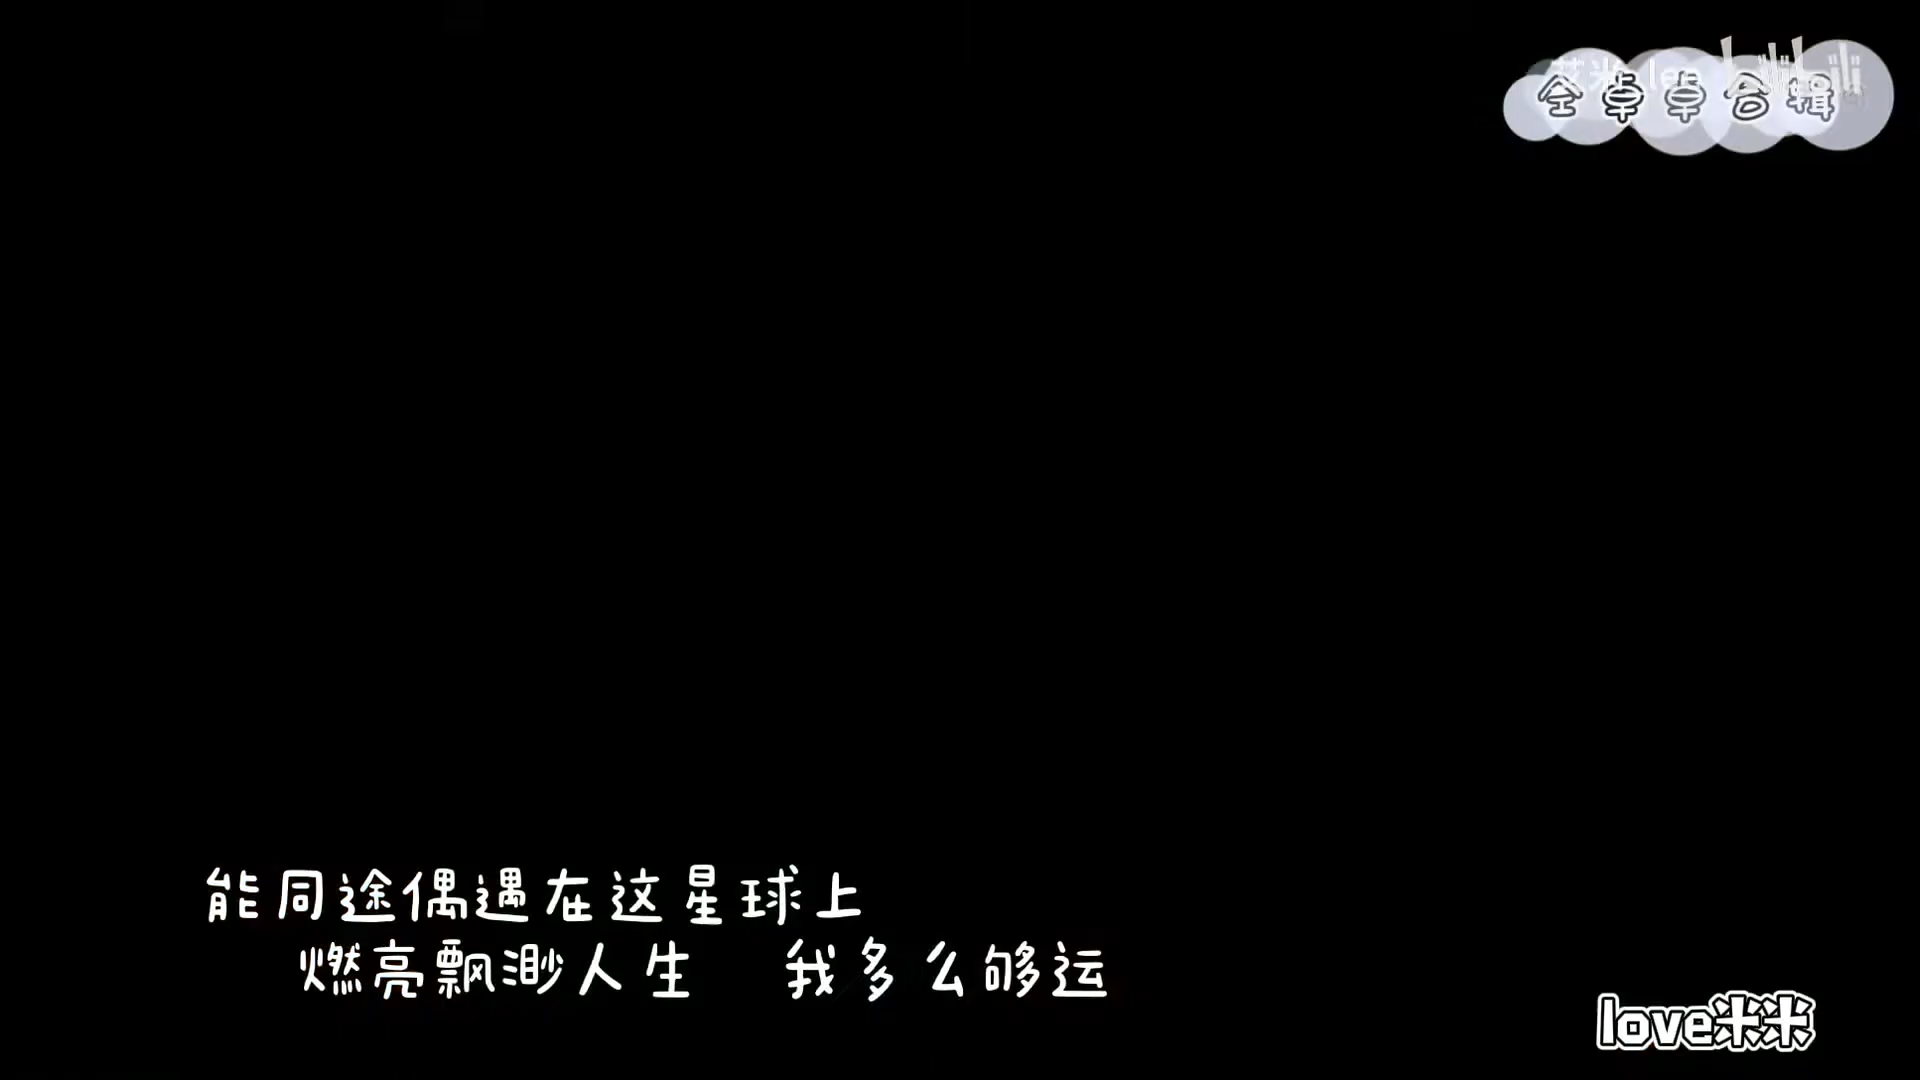 全卓卓合辑
bilibili
能同途偶遇在这星球上
燃亮飘渺人生 我多么够运
love米米